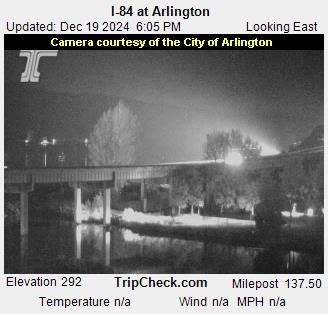 I-84 at Arlington
Updated: Dec 19 2024 6:05 PM Looking East
Camera courtesy of the City of Arlington
Elevation 292 TripCheck.com Milepost 137.50
Temperature n/a Wind n/a MPH n/a